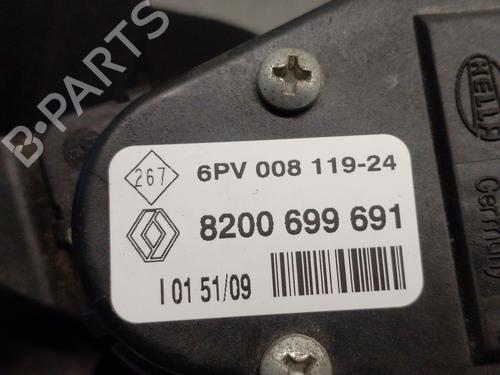 B-PARTS
HELLA
Germany
267
6PV 008 119-24
8200 699 691
I 01 51/09